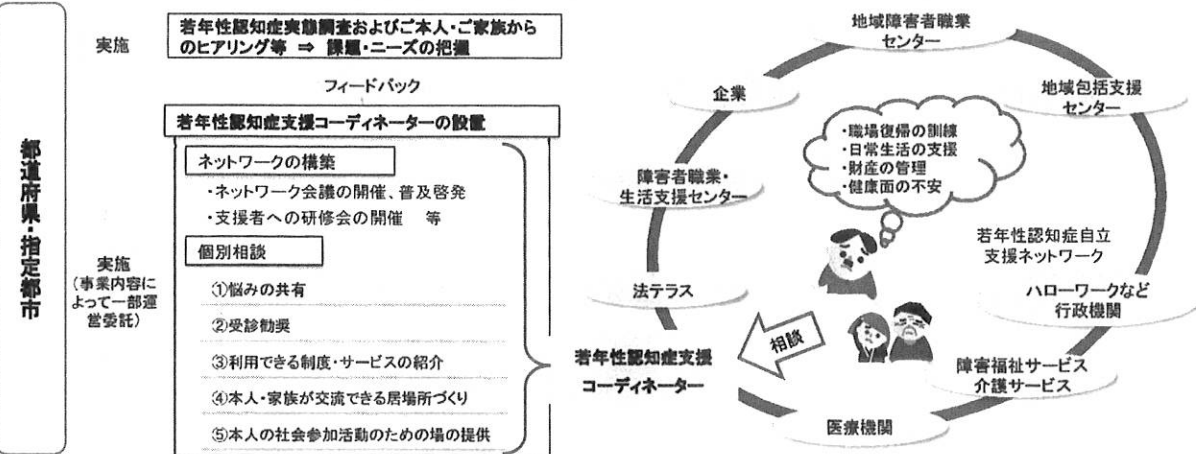 都道府県・指定都市
実施
若年性認知症実態調査およびご本人・ご家族から
のヒアリング等 ⇒ 課題・ニーズの把握
フィードバック
若年性認知症支援コーディネーターの設置
実施
(事業内容に
よって一部運
営委託)
ネットワークの構築
・ネットワーク会議の開催、普及啓発
・支援者への研修会の開催 等
個別相談
①悩みの共有
②受診勧奨
③利用できる制度・サービスの紹介
④本人・家族が交流できる居場所づくり
⑤本人の社会参加活動のための場の提供
地域障害者職業
センター
企業
地域包括支援
センター
・職場復帰の訓練
・日常生活の支援
・財産の管理
・健康面の不安
障害者職業・
生活支援センター
若年性認知症自立
支援ネットワーク
法テラス
ハローワークなど
行政機関
相談
若年性認知症支援
コーディネーター
障害福祉サービス
介護サービス
医療機関